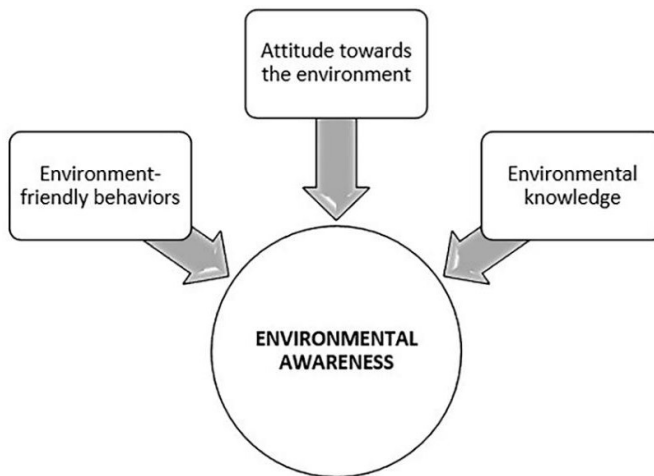 Attitude towards
the environment
Environment-
friendly behaviors
Environmental
knowledge
ENVIRONMENTAL
AWARENESS